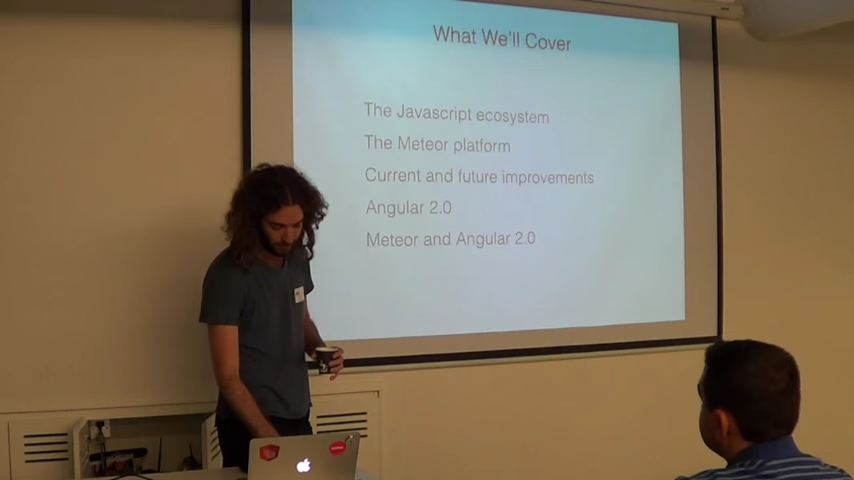 What We'll Cover
The Javascript ecosystem
The Meteor platform
Current and future improvements
Angular 2.0
Meteor and Angular 2.0